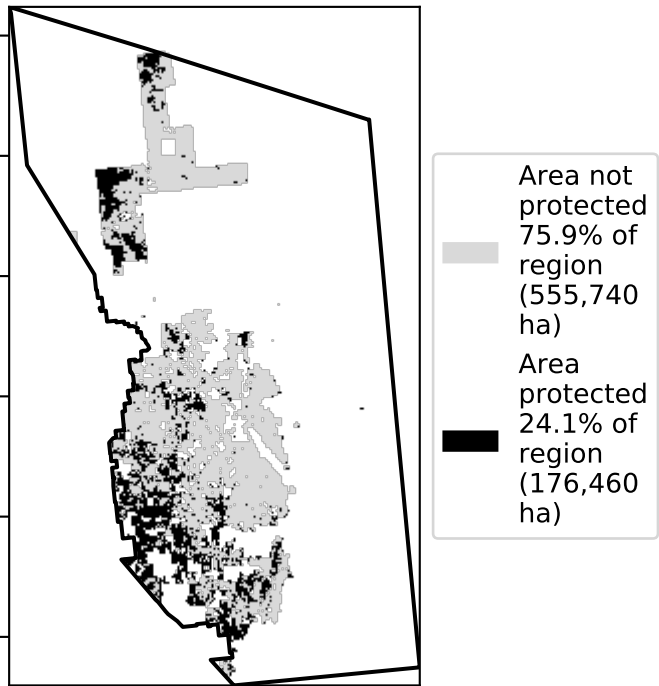 Area not
protected
75.9% of
region
(555,740
ha)
Area
protected
24.1% of
region
(176,460
ha)